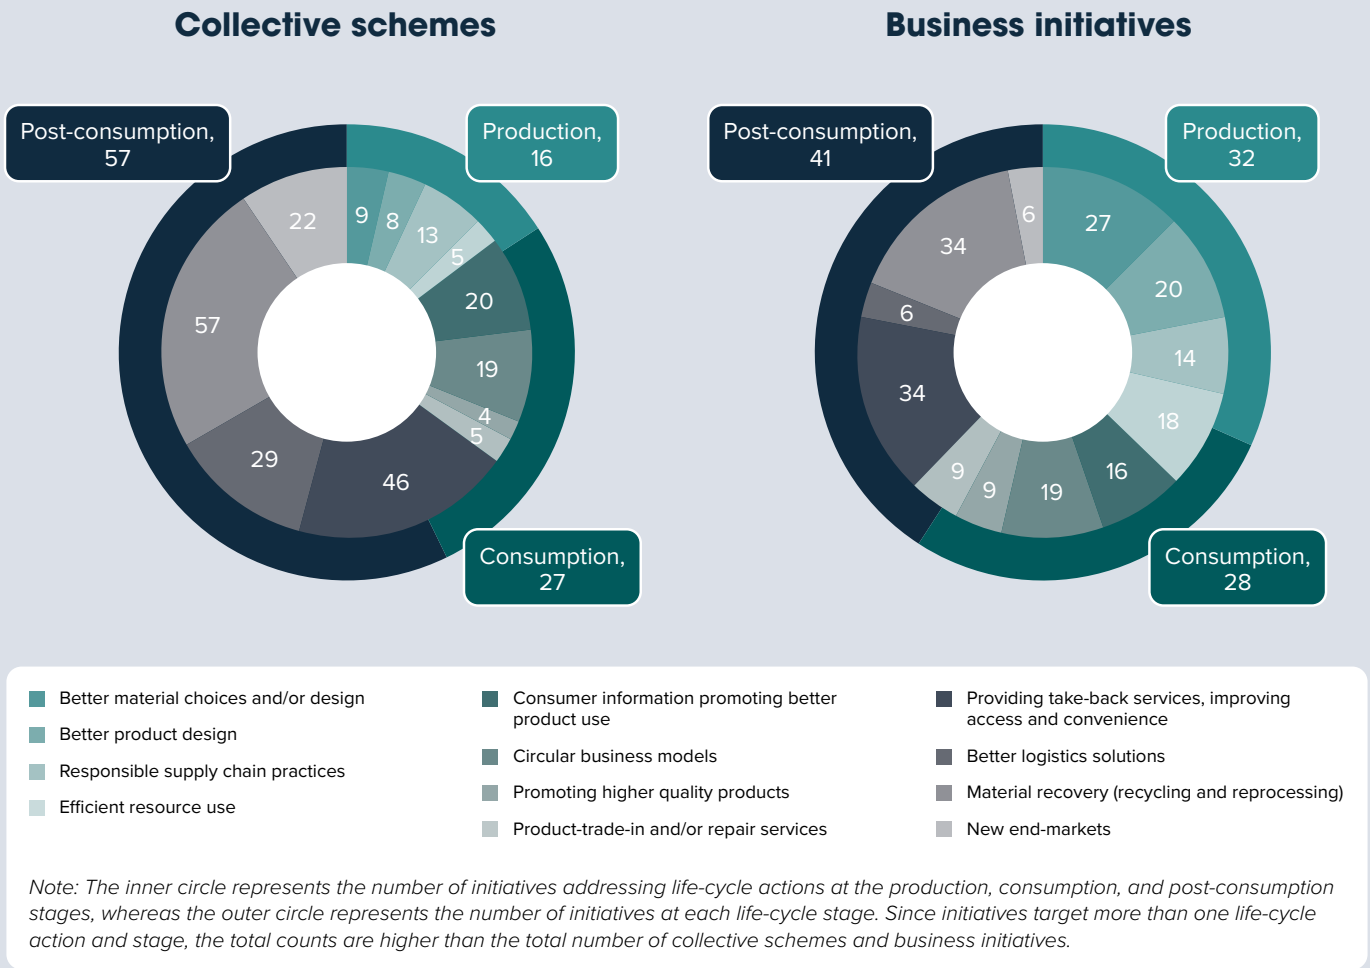 Collective schemes
Business initiatives
Post-consumption,
57
Production,
16
9
8
13
5
20
19
4
5
46
29
57
22
Consumption,
27
Post-consumption,
41
Production,
32
27
20
14
18
16
19
9
9
34
6
34
6
Consumption,
28
Better material choices and/or design
Better product design
Responsible supply chain practices
Efficient resource use
Consumer information promoting better
product use
Circular business models
Promoting higher quality products
Product-trade-in and/or repair services
Providing take-back services, improving
access and convenience
Better logistics solutions
Material recovery (recycling and reprocessing)
New end-markets
Note: The inner circle represents the number of initiatives addressing life-cycle actions at the production, consumption, and post-consumption
stages, whereas the outer circle represents the number of initiatives at each life-cycle stage. Since initiatives target more than one life-cycle
action and stage, the total counts are higher than the total number of collective schemes and business initiatives.